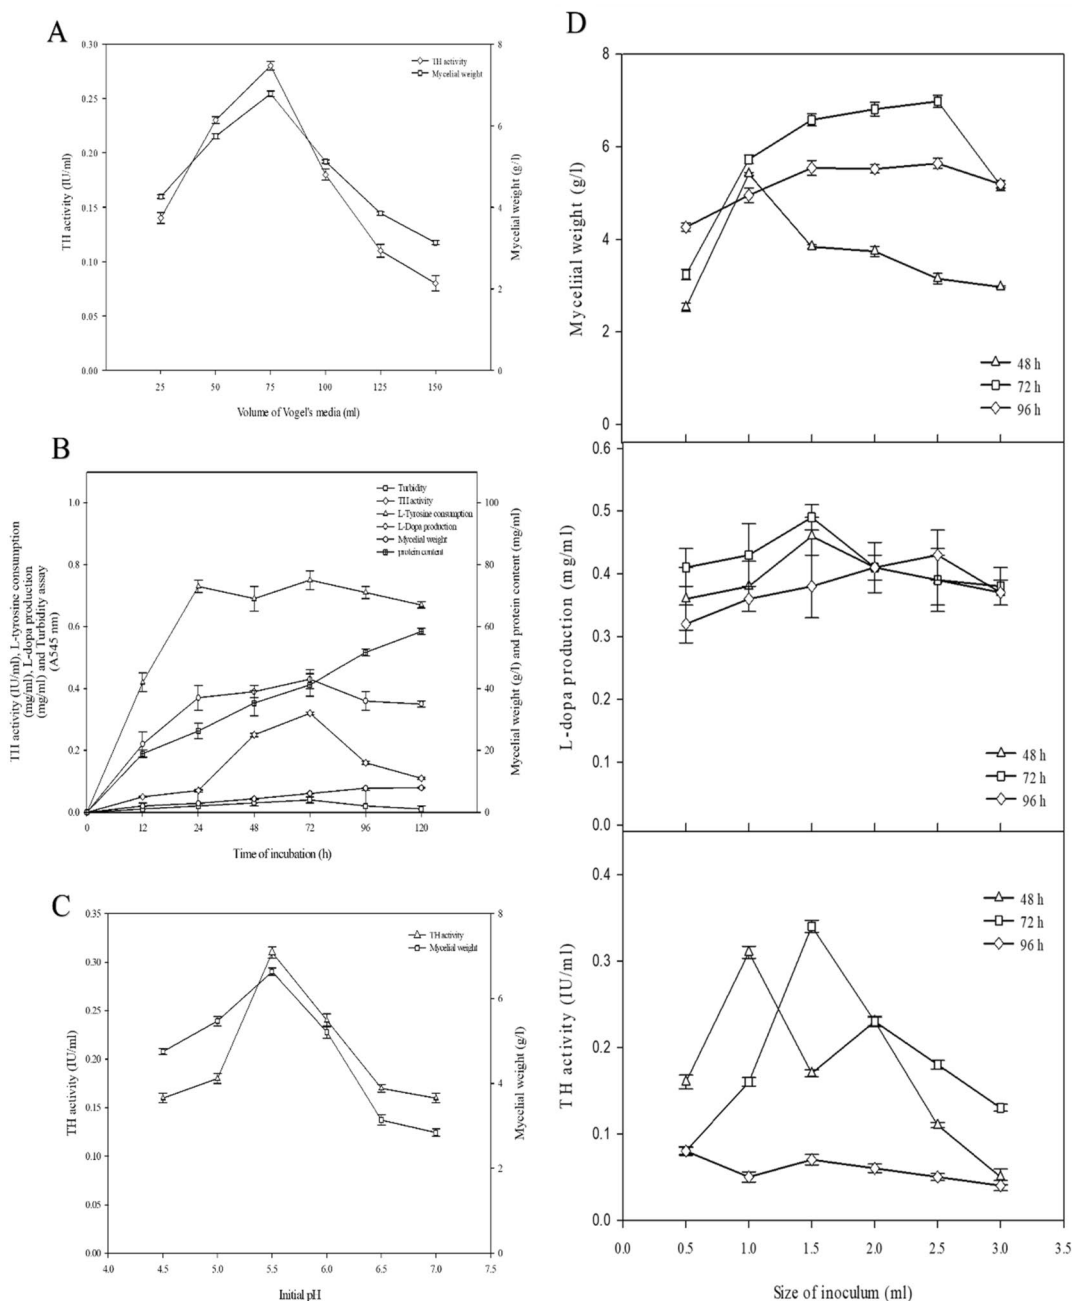 A
TH activity (IU/ml)
0.30
0.25
0.20
0.15
0.10
0.05
0.00
TH activity
Mycelial weight
8
6
4
2
0
Mycelial weight (g/l)
25 50 75 100 125 150
Volume of Vogel's media (ml)
B
TH activity (IU/ml), L-tyrosine consumption
(mg/ml), L-dopa production
(mg/ml) and Turbidity assay
(A545 nm)
1.0
0.8
0.6
0.4
0.2
0.0
Turbidity
TH activity
L-Tyrosine consumption
L-Dopa production
Mycelial weight
protein content
100
80
60
40
20
0
Mycelial weight (g/l) and protein content (mg/ml)
0 12 24 48 72 96 120
Time of incubation (h)
C
TH activity (IU/ml)
0.35
0.30
0.25
0.20
0.15
0.10
0.05
0.00
TH activity
Mycelial weight
8
6
4
2
0
Mycelial weight (g/l)
4.0 4.5 5.0 5.5 6.0 6.5 7.0 7.5
Initial pH
D
Myceliial weight (g/l)
8
6
4
2
0
48 h
72 h
96 h
L-dopa production (mg/ml)
0.6
0.5
0.4
0.3
0.2
0.1
0.0
48 h
72 h
96 h
TH activity (IU/ml)
0.4
0.3
0.2
0.1
0.0
48 h
72 h
96 h
0.0 0.5 1.0 1.5 2.0 2.5 3.0
Size of inoculum (ml)